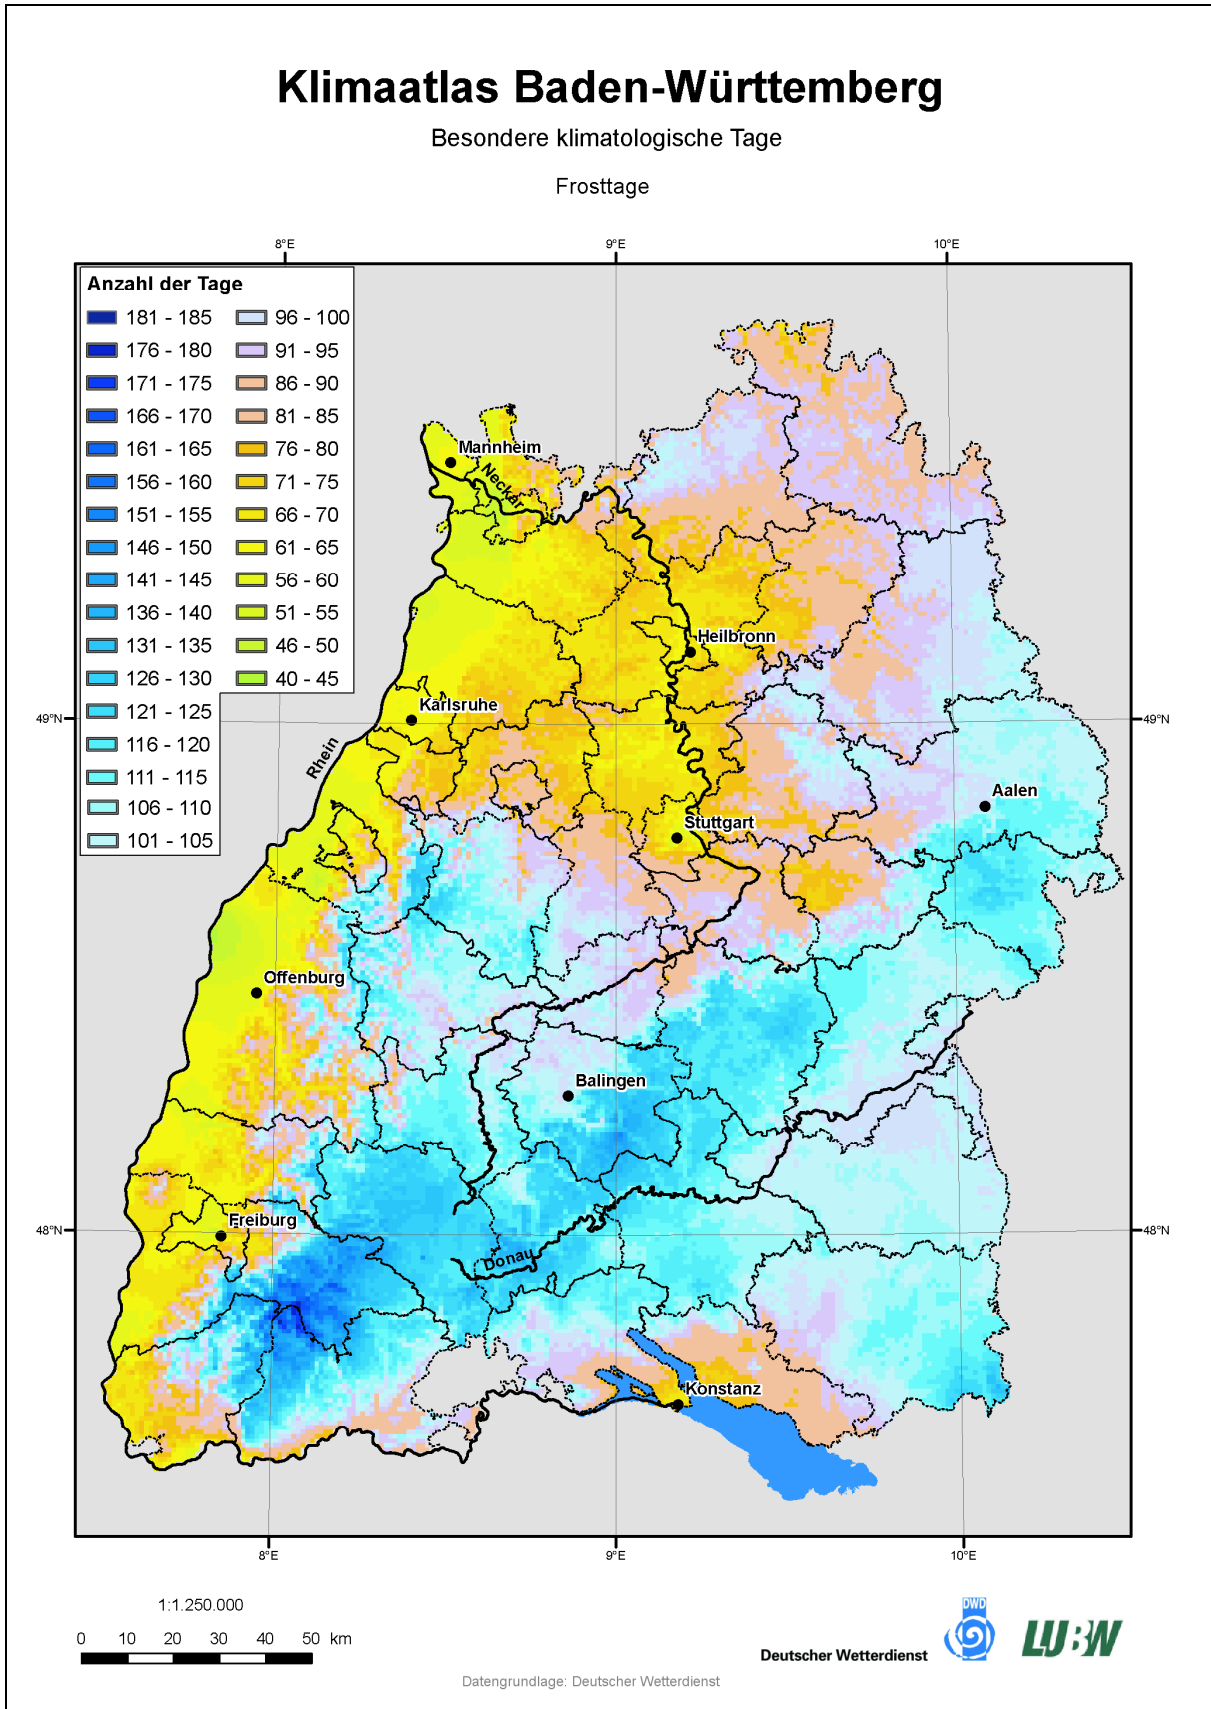 Klimaatlas Baden-Württemberg
Besondere klimatologische Tage
Frosttage
8°E 9°E 10°E
Anzahl der Tage
181 - 185 96 - 100
176 - 180 91 - 95
171 - 175 86 - 90
166 - 170 81 - 85
161 - 165 76 - 80
156 - 160 71 - 75
151 - 155 66 - 70
146 - 150 61 - 65
141 - 145 56 - 60
136 - 140 51 - 55
131 - 135 46 - 50
126 - 130 40 - 45
121 - 125
116 - 120
111 - 115
106 - 110
101 - 105
Mannheim
Neckar
Heilbronn
Karlsruhe
49°N 49°N
Rhein
Aalen
Stuttgart
Offenburg
Balingen
Freiburg
48°N 48°N
Donau
Konstanz
8°E 9°E 10°E
1:1.250.000
0 10 20 30 40 50 km
Deutscher Wetterdienst
DWD
LUBW
Datengrundlage: Deutscher Wetterdienst